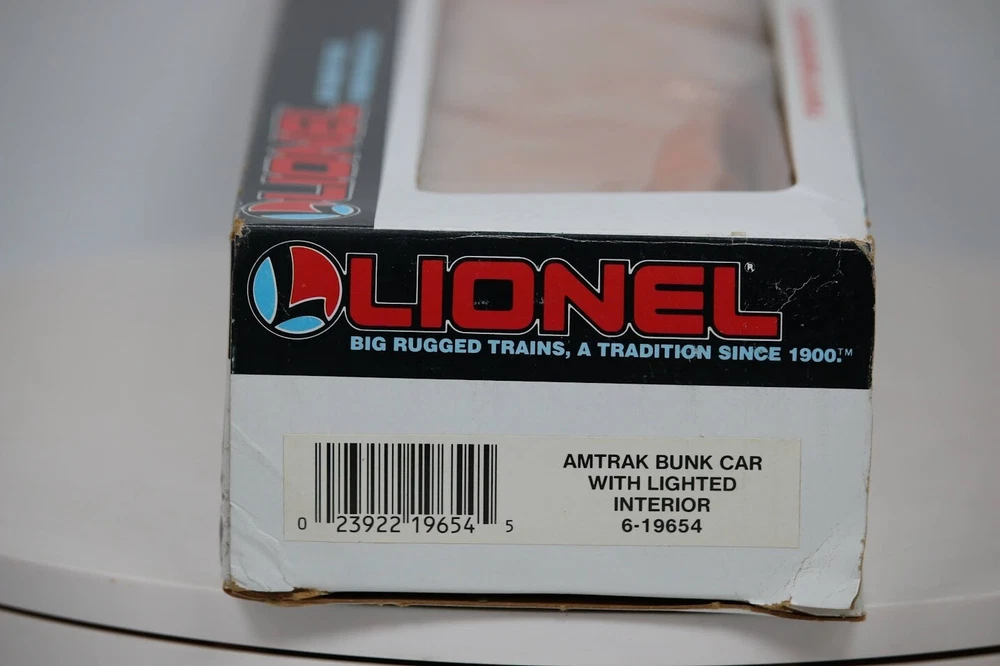 LIONEL
LIONEL®
BIG RUGGED TRAINS, A TRADITION SINCE 1900.™
AMTRAK BUNK CAR
WITH LIGHTED
INTERIOR
6-19654
0 23922 19654 5